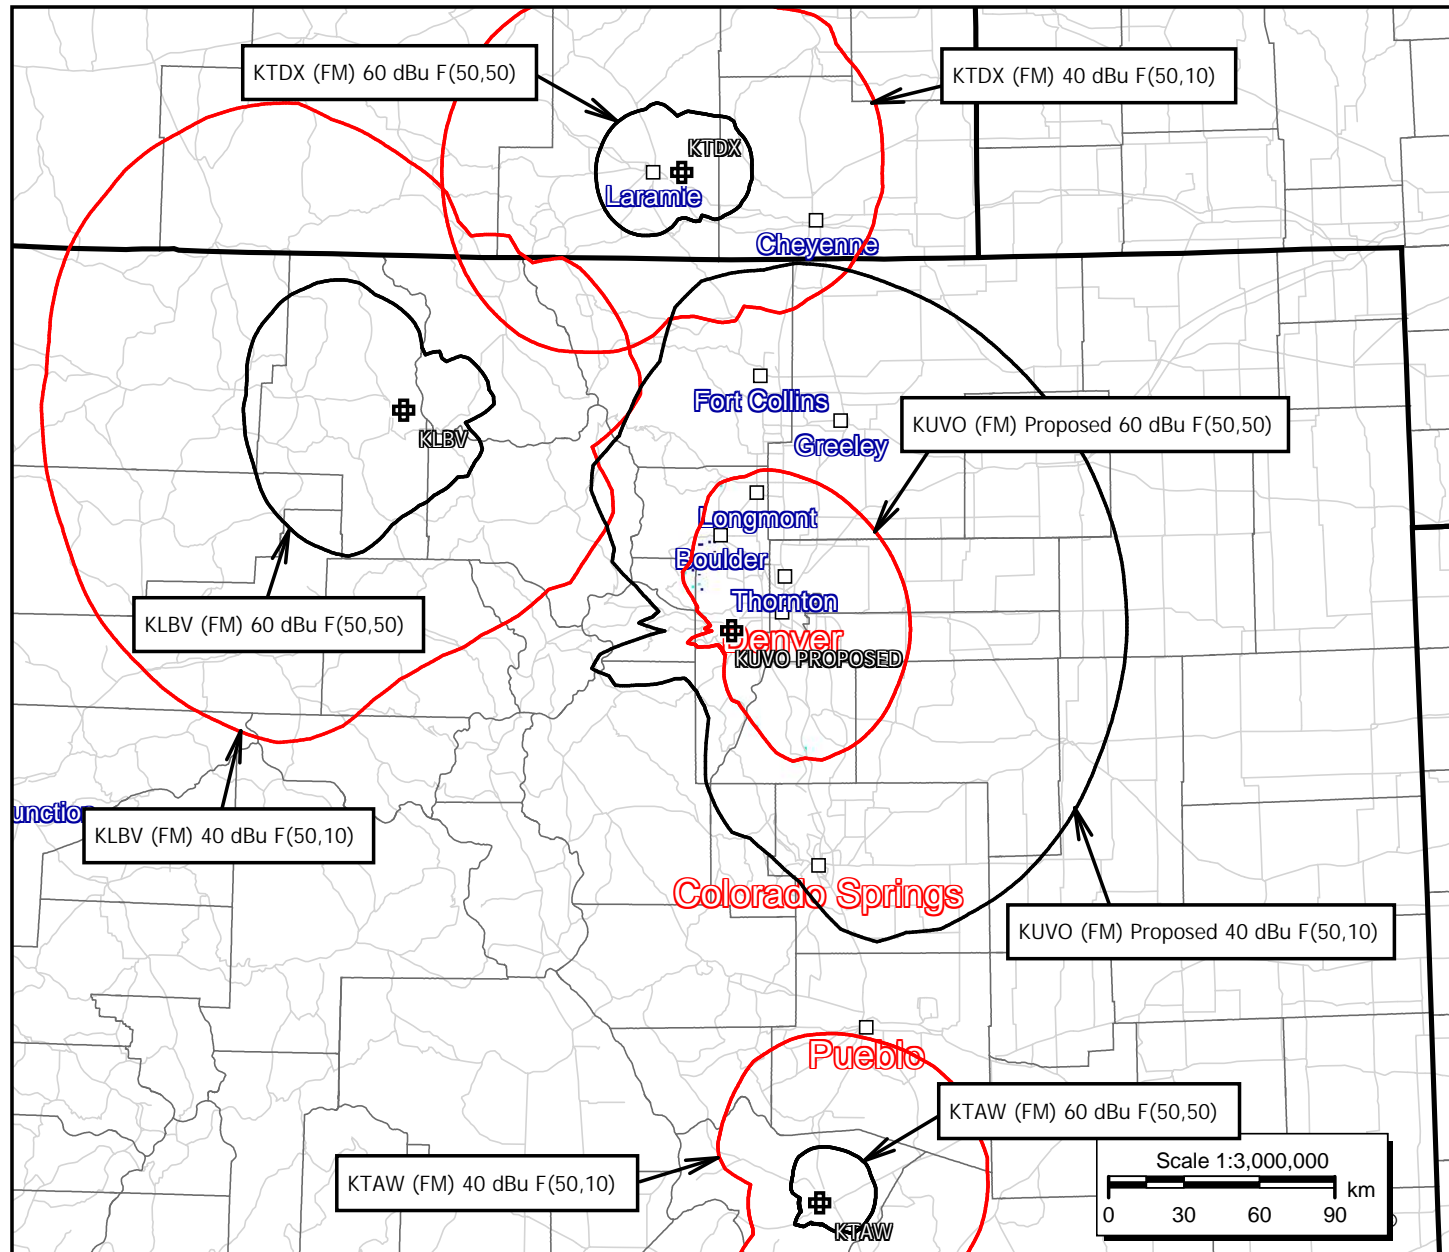 KTDX (FM) 60 dBu F(50,50)
KTDX (FM) 40 dBu F(50,10)
KTDX
Laramie
Cheyenne
Fort Collins
KUVO (FM) Proposed 60 dBu F(50,50)
KLBV
Greeley
Longmont
Boulder
Thornton
KLBV (FM) 60 dBu F(50,50)
Denver
KUVO PROPOSED
unction
KLBV (FM) 40 dBu F(50,10)
Colorado Springs
KUVO (FM) Proposed 40 dBu F(50,10)
Pueblo
KTAW (FM) 60 dBu F(50,50)
KTAW (FM) 40 dBu F(50,10)
Scale 1:3,000,000
km
0 30 60 90
KTAW